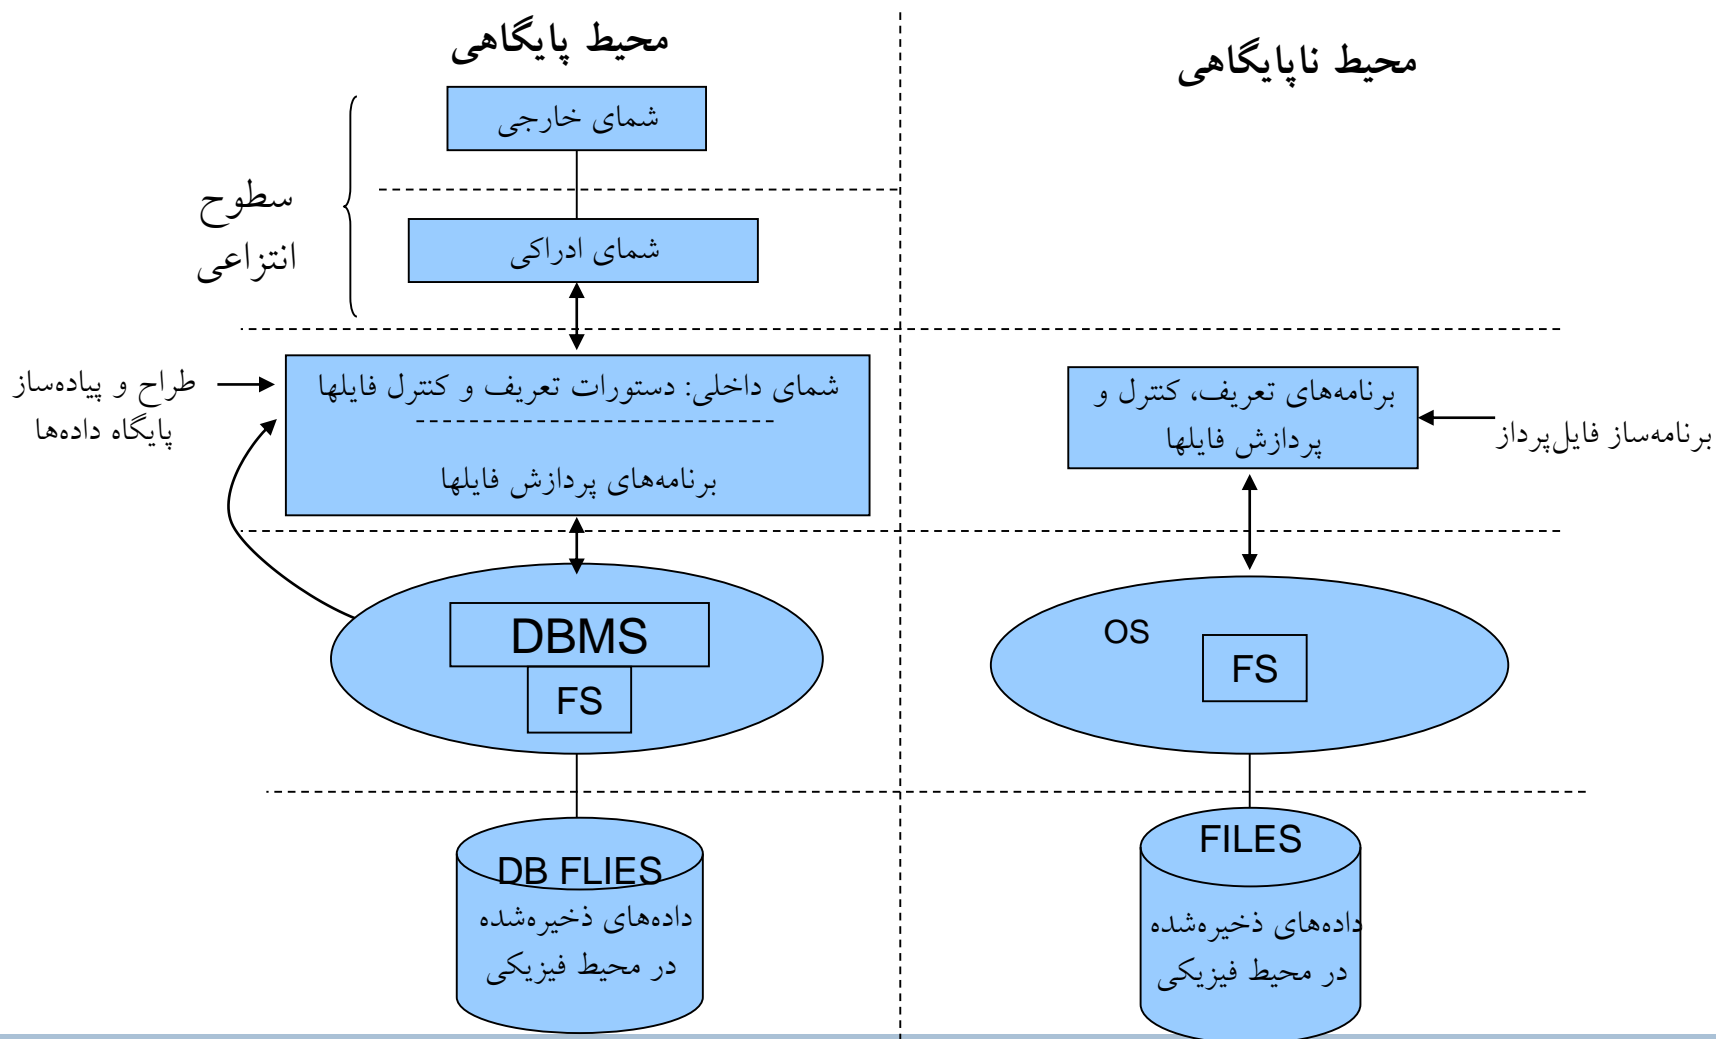 محیط پایگاهی
محیط ناپایگاهی
شمای خارجی
سطوح
انتزاعی
شمای ادراکی
طراح و پیاده‌ساز
پایگاه داده‌ها
شمای داخلی: دستورات تعریف و کنترل فایلها
برنامه‌های پردازش فایلها
برنامه‌های تعریف، کنترل و
پردازش فایلها
برنامه‌ساز فایل‌پرداز
DBMS
FS
OS
FS
DB FLIES
داده‌های ذخیره‌شده
در محیط فیزیکی
FILES
داده‌های ذخیره‌شده
در محیط فیزیکی